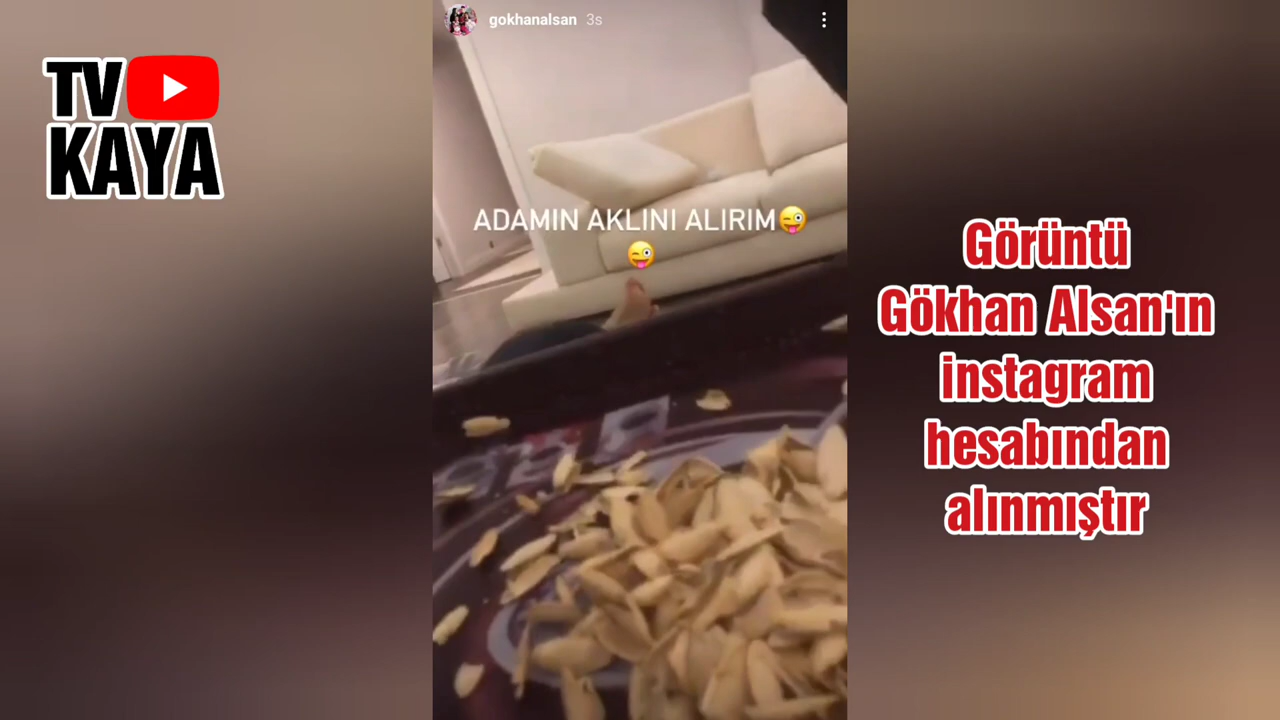 TV
KAYA
gokhanalsan 3s
ADAMIN AKLINI ALIRIM😜
😜
Görüntü
Gökhan Alsan'ın
instagram
hesabından
alınmıştır